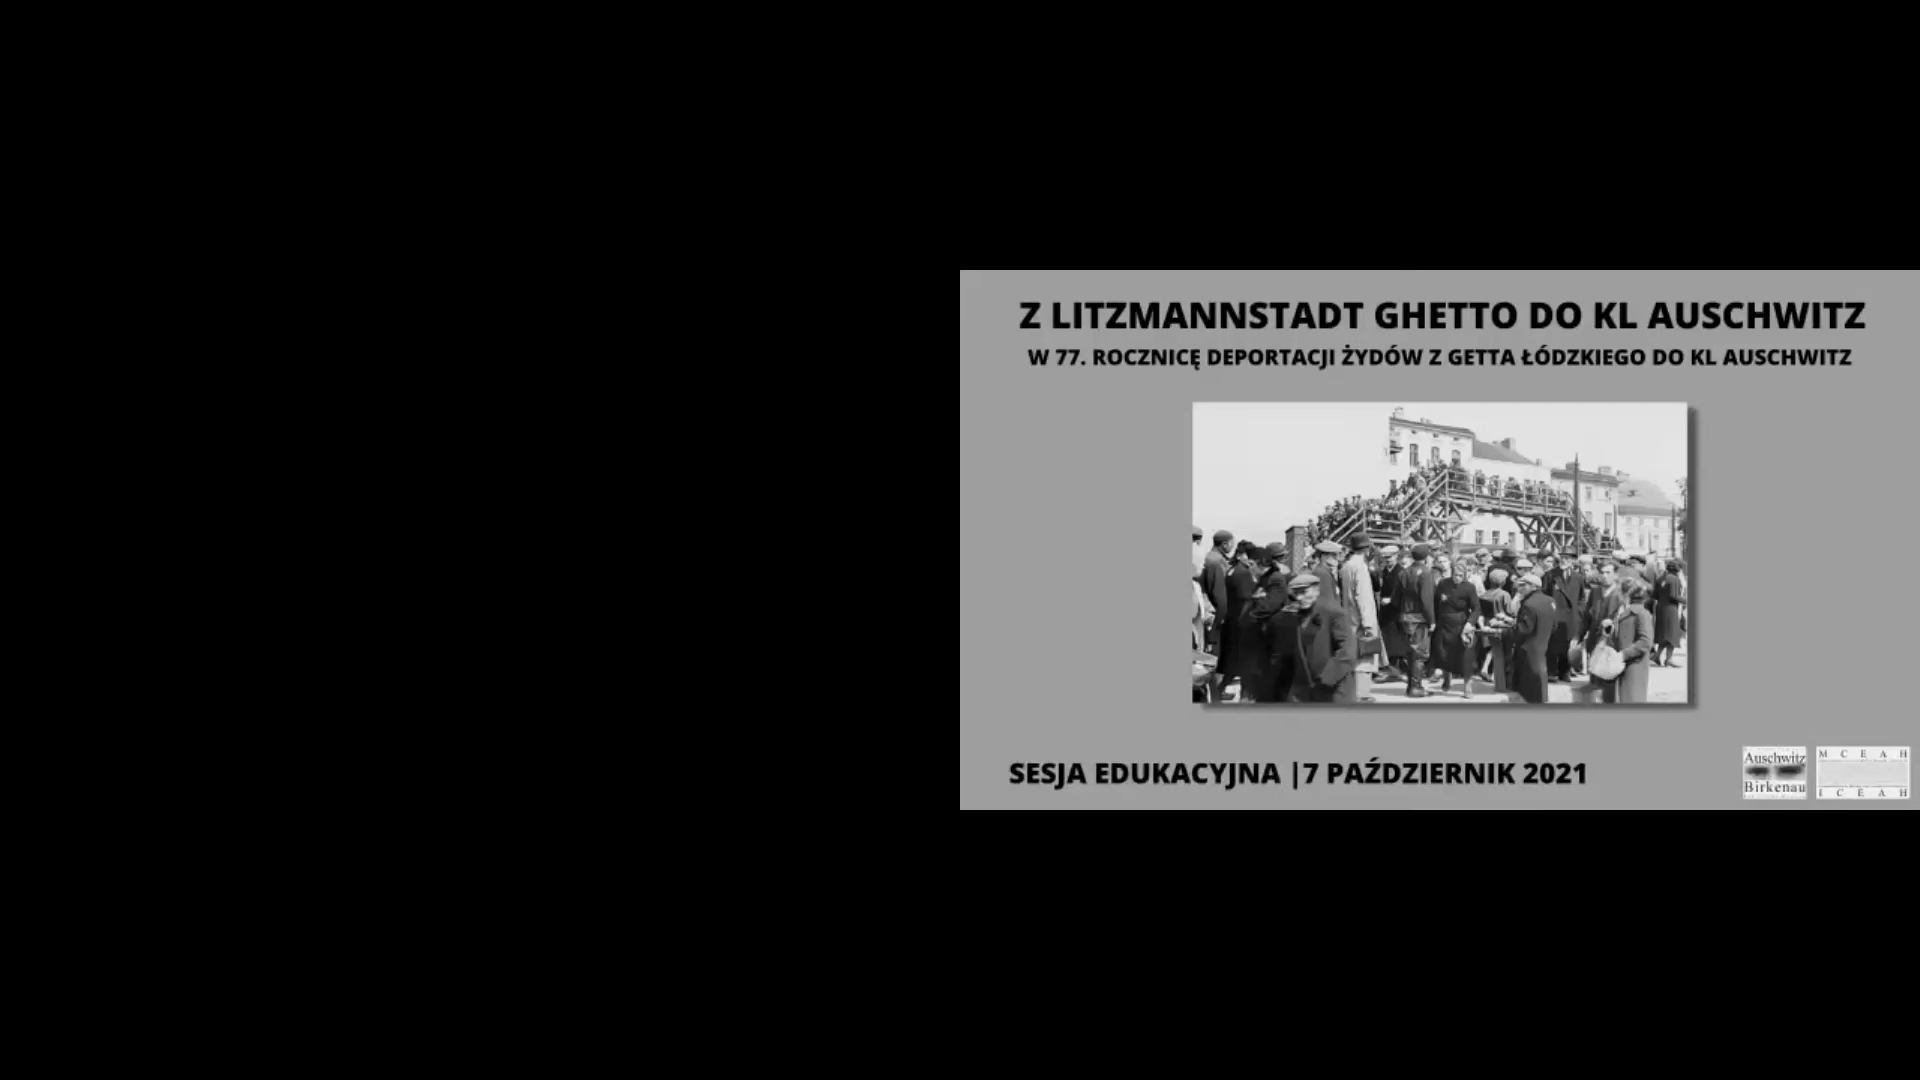 Z LITZMANNSTADT GHETTO DO KL AUSCHWITZ
W 77. ROCZNICĘ DEPORTACJI ŻYDÓW Z GETTA ŁÓDZKIEGO DO KL AUSCHWITZ
SESJA EDUKACYJNA |7 PAŹDZIERNIK 2021
Auschwitz
Birkenau
M C E A H
I C E A H